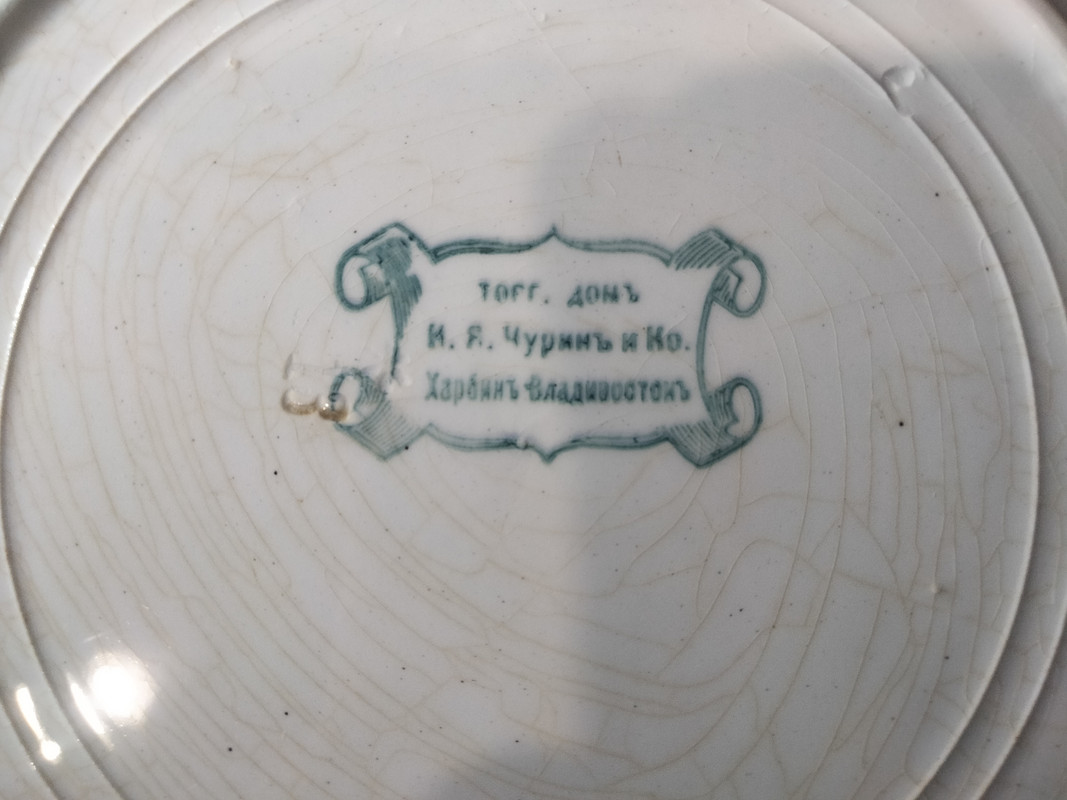 ТОРГ. ДОМЪ
И. Я. Чуринъ и Ко.
Харбинъ-Владивостокъ